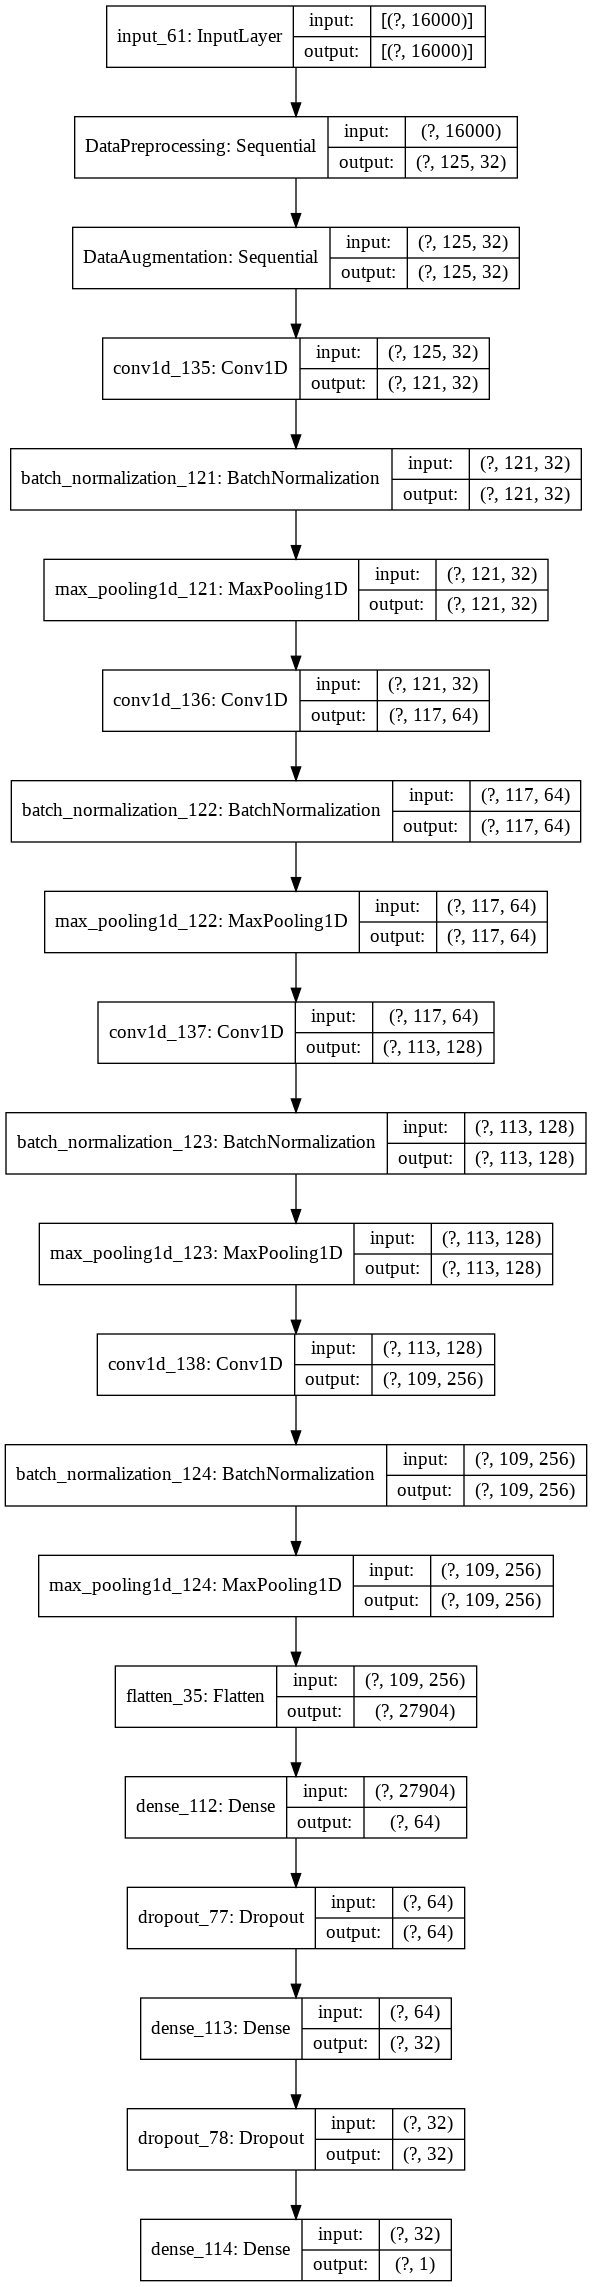 input_61: InputLayer
input: [(?, 16000)]
output: [(?, 16000)]
DataPreprocessing: Sequential
input: (?, 16000)
output: (?, 125, 32)
DataAugmentation: Sequential
input: (?, 125, 32)
output: (?, 125, 32)
conv1d_135: Conv1D
input: (?, 125, 32)
output: (?, 121, 32)
batch_normalization_121: BatchNormalization
input: (?, 121, 32)
output: (?, 121, 32)
max_pooling1d_121: MaxPooling1D
input: (?, 121, 32)
output: (?, 121, 32)
conv1d_136: Conv1D
input: (?, 121, 32)
output: (?, 117, 64)
batch_normalization_122: BatchNormalization
input: (?, 117, 64)
output: (?, 117, 64)
max_pooling1d_122: MaxPooling1D
input: (?, 117, 64)
output: (?, 117, 64)
conv1d_137: Conv1D
input: (?, 117, 64)
output: (?, 113, 128)
batch_normalization_123: BatchNormalization
input: (?, 113, 128)
output: (?, 113, 128)
max_pooling1d_123: MaxPooling1D
input: (?, 113, 128)
output: (?, 113, 128)
conv1d_138: Conv1D
input: (?, 113, 128)
output: (?, 109, 256)
batch_normalization_124: BatchNormalization
input: (?, 109, 256)
output: (?, 109, 256)
max_pooling1d_124: MaxPooling1D
input: (?, 109, 256)
output: (?, 109, 256)
flatten_35: Flatten
input: (?, 109, 256)
output: (?, 27904)
dense_112: Dense
input: (?, 27904)
output: (?, 64)
dropout_77: Dropout
input: (?, 64)
output: (?, 64)
dense_113: Dense
input: (?, 64)
output: (?, 32)
dropout_78: Dropout
input: (?, 32)
output: (?, 32)
dense_114: Dense
input: (?, 32)
output: (?, 1)